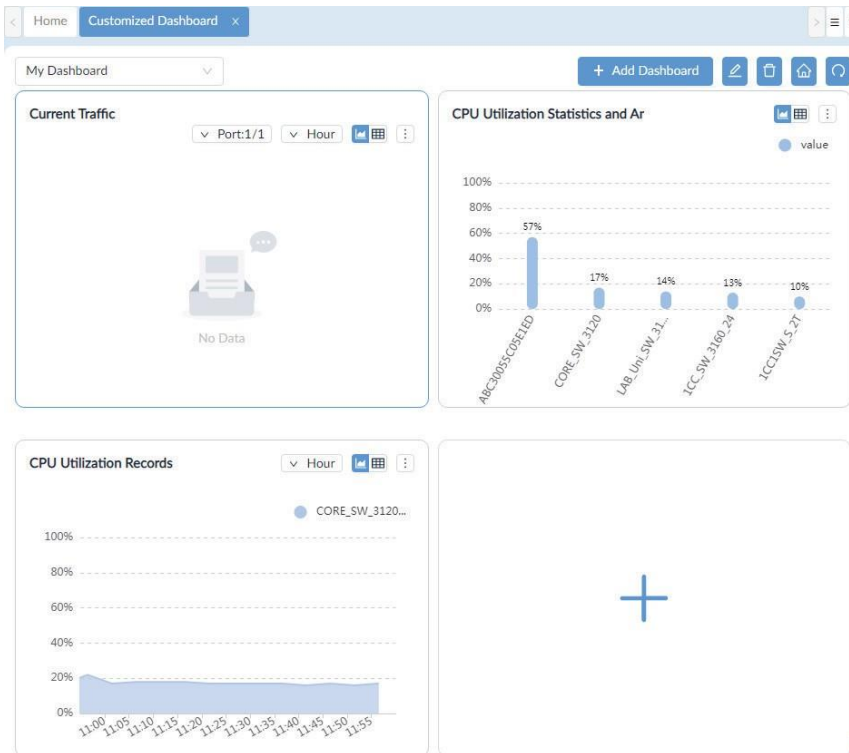 Home
Customized Dashboard x
My Dashboard
+ Add Dashboard
Current Traffic
Port:1/1
Hour
No Data
CPU Utilization Statistics and Ar
value
100%
80%
60%
40%
20%
0%
57%
17%
14%
13%
10%
ABC30055C05E1ED
CORE_SW_3120
LAB_Uni_SW_31...
1CC_SW_3160_24
1CC1SW_S_2T
CPU Utilization Records
Hour
CORE_SW_3120...
100%
80%
60%
40%
20%
0%
11:00
11:05
11:10
11:15
11:20
11:25
11:30
11:35
11:40
11:45
11:50
11:55